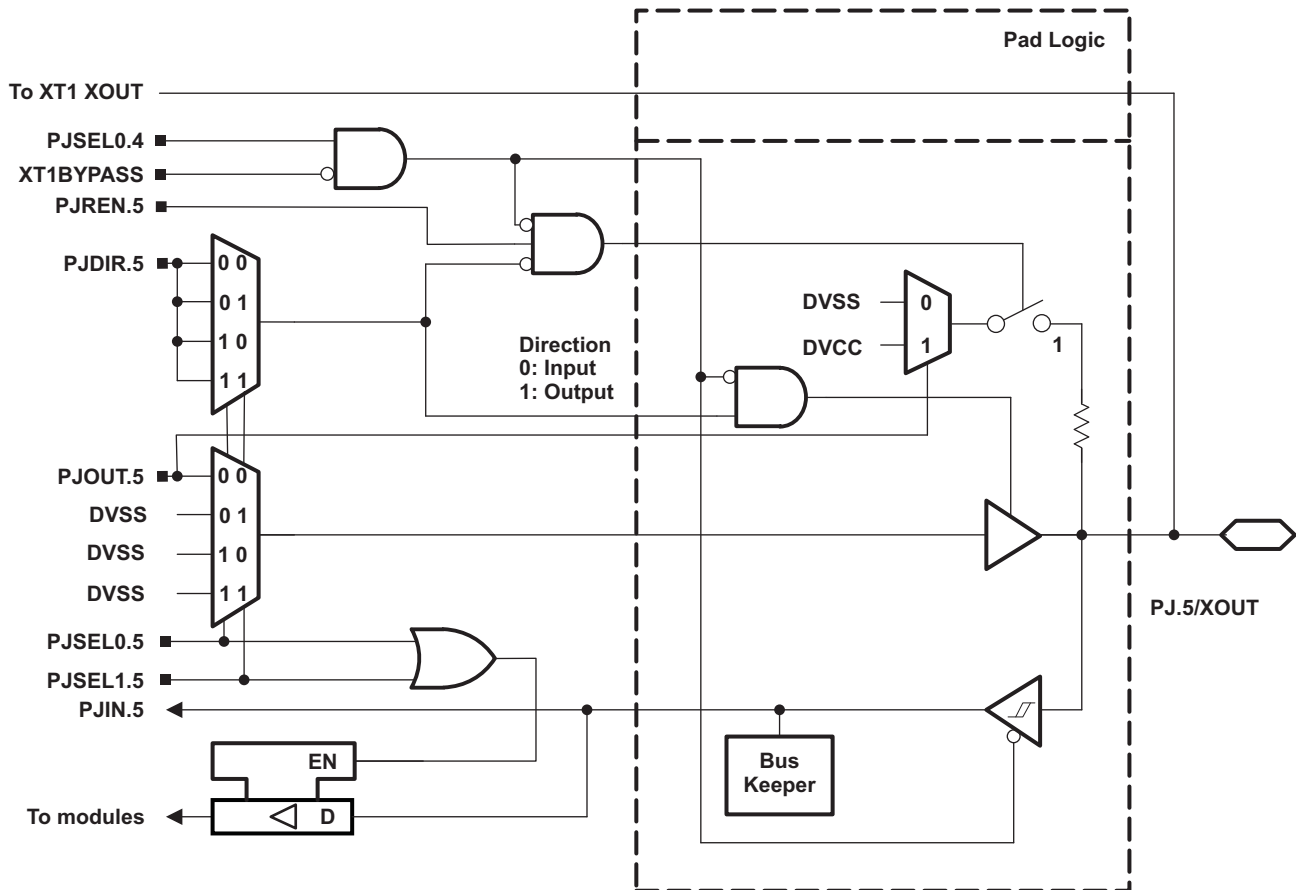 Pad Logic
To XT1 XOUT
PJSEL0.4
XT1BYPASS
PJREN.5
PJDIR.5
0 0
0 1
1 0
1 1
DVSS
0
DVCC
1
1
Direction
0: Input
1: Output
PJOUT.5
0 0
DVSS
0 1
DVSS
1 0
DVSS
1 1
PJ.5/XOUT
PJSEL0.5
PJSEL1.5
PJIN.5
EN
Bus
Keeper
To modules
D